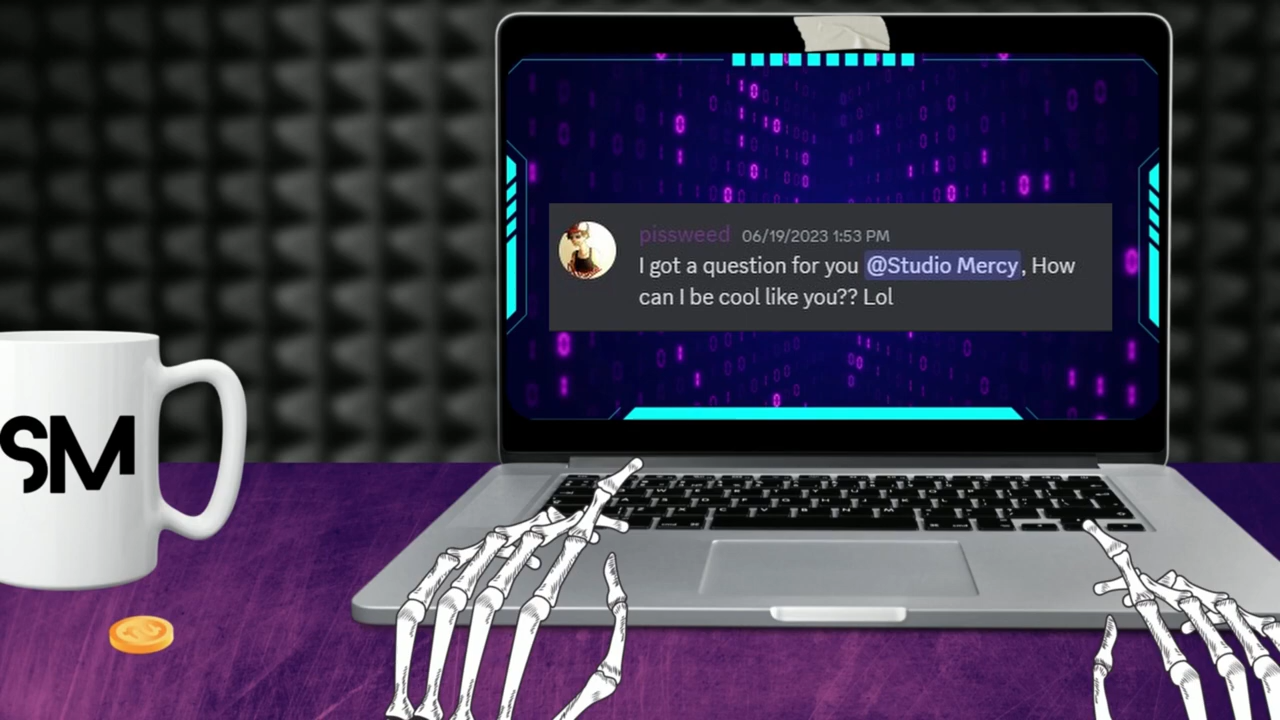 pissweed 06/19/2023 1:53 PM
I got a question for you @Studio Mercy, How
can I be cool like you?? Lol
SM